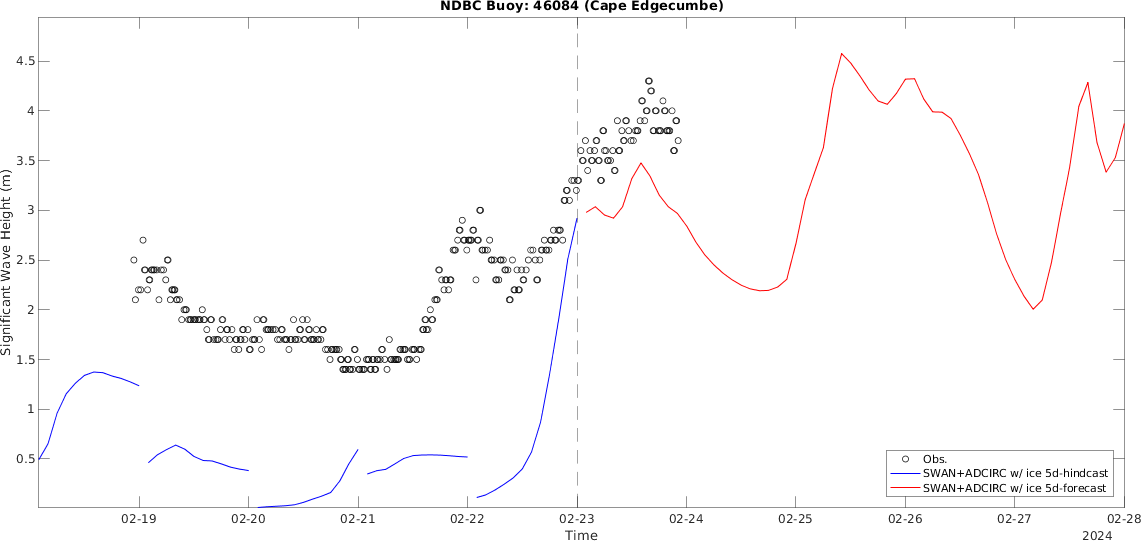 NDBC Buoy: 46084 (Cape Edgecumbe)
Significant Wave Height (m)
4.5
4
3.5
3
2.5
2
1.5
1
0.5
Obs.
SWAN+ADCIRC w/ ice 5d-hindcast
SWAN+ADCIRC w/ ice 5d-forecast
02-19 02-20 02-21 02-22 02-23 02-24 02-25 02-26 02-27 02-28
Time
2024